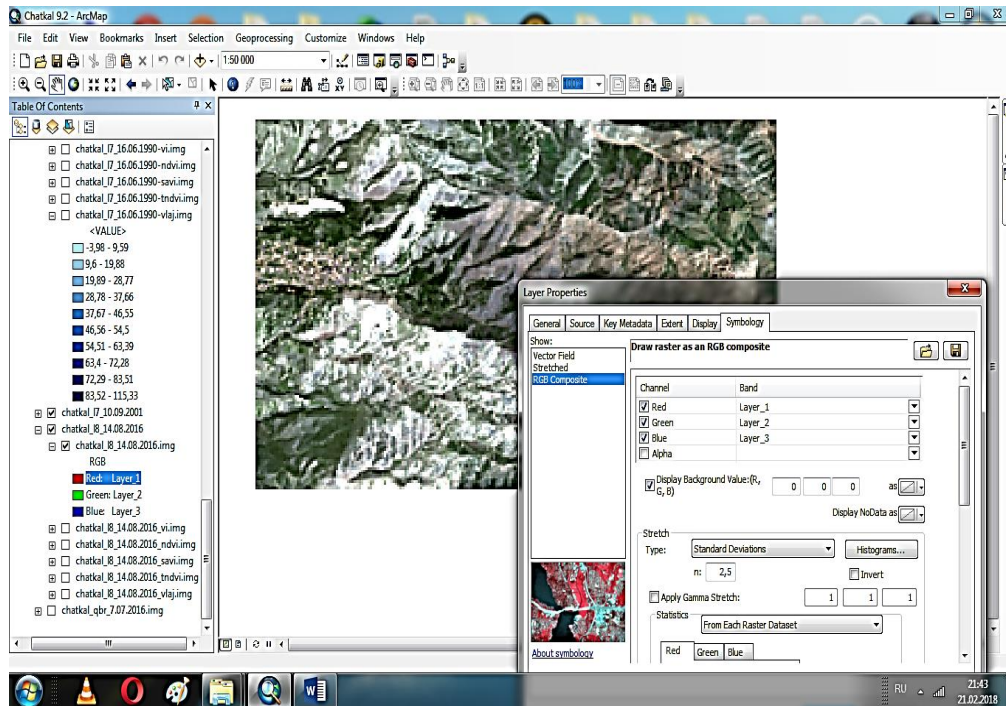 Chatkal 9.2 - ArcMap
File Edit View Bookmarks Insert Selection Geoprocessing Customize Windows Help
1:50 000
Table Of Contents
chatkal_l7_16.06.1990-vi.img
chatkal_l7_16.06.1990-ndvi.img
chatkal_l7_16.06.1990-savi.img
chatkal_l7_16.06.1990-tndvi.img
chatkal_l7_16.06.1990-vlaj.img
<VALUE>
-3,98 - 9,59
9,6 - 19,88
19,89 - 28,77
28,78 - 37,66
37,67 - 46,55
46,56 - 54,5
54,51 - 63,39
63,4 - 72,28
72,29 - 83,51
83,52 - 115,33
chatkal_l7_10.09.2001
chatkal_l8_14.08.2016
chatkal_l8_14.08.2016.img
RGB
Red: Layer_1
Green: Layer_2
Blue: Layer_3
chatkal_l8_14.08.2016_vi.img
chatkal_l8_14.08.2016_ndvi.img
chatkal_l8_14.08.2016_savi.img
chatkal_l8_14.08.2016_tndvi.img
chatkal_l8_14.08.2016_vlaj.img
chatkal_qbr_7.07.2016.img
Layer Properties
General Source Key Metadata Extent Display Symbology
Show:
Vector Field
Stretched
RGB Composite
Draw raster as an RGB composite
Channel Band
Red Layer_1
Green Layer_2
Blue Layer_3
Alpha
Display Background Value:(R, G, B) 0 0 0 as
Display NoData as
Stretch
Type: Standard Deviations Histograms...
n: 2,5 Invert
Apply Gamma Stretch: 1 1 1
Statistics
From Each Raster Dataset
Red Green Blue
About symbology
RU 21:43
21.02.2018